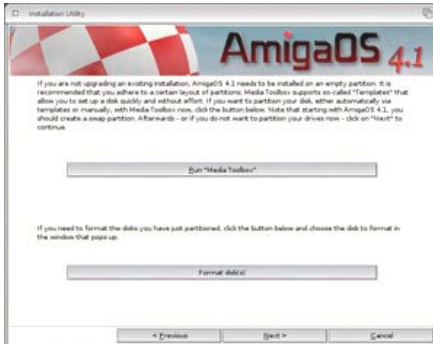 Installation Utility
AmigaOS 4.1
If you are not upgrading an existing installation, AmigaOS 4.1 needs to be installed on an empty partition. It is
recommended that you adhere to a certain layout of partitions; Media Toolbox supports so-called "Templates" that
allow you to set up a disk quickly and without effort. If you want to partition your disk, either automatically via
templates or manually, with Media Toolbox now, click the button below. Note that starting with AmigaOS 4.1, you
should create a swap partition. Afterwards - or if you do not want to partition your drives now - click on "Next" to
continue.
Run "Media Toolbox"
If you need to format the disks you have just partitioned, click the button below and choose the disk to format in
the window that pops up.
Format disk(s)
< Previous
Next >
Cancel